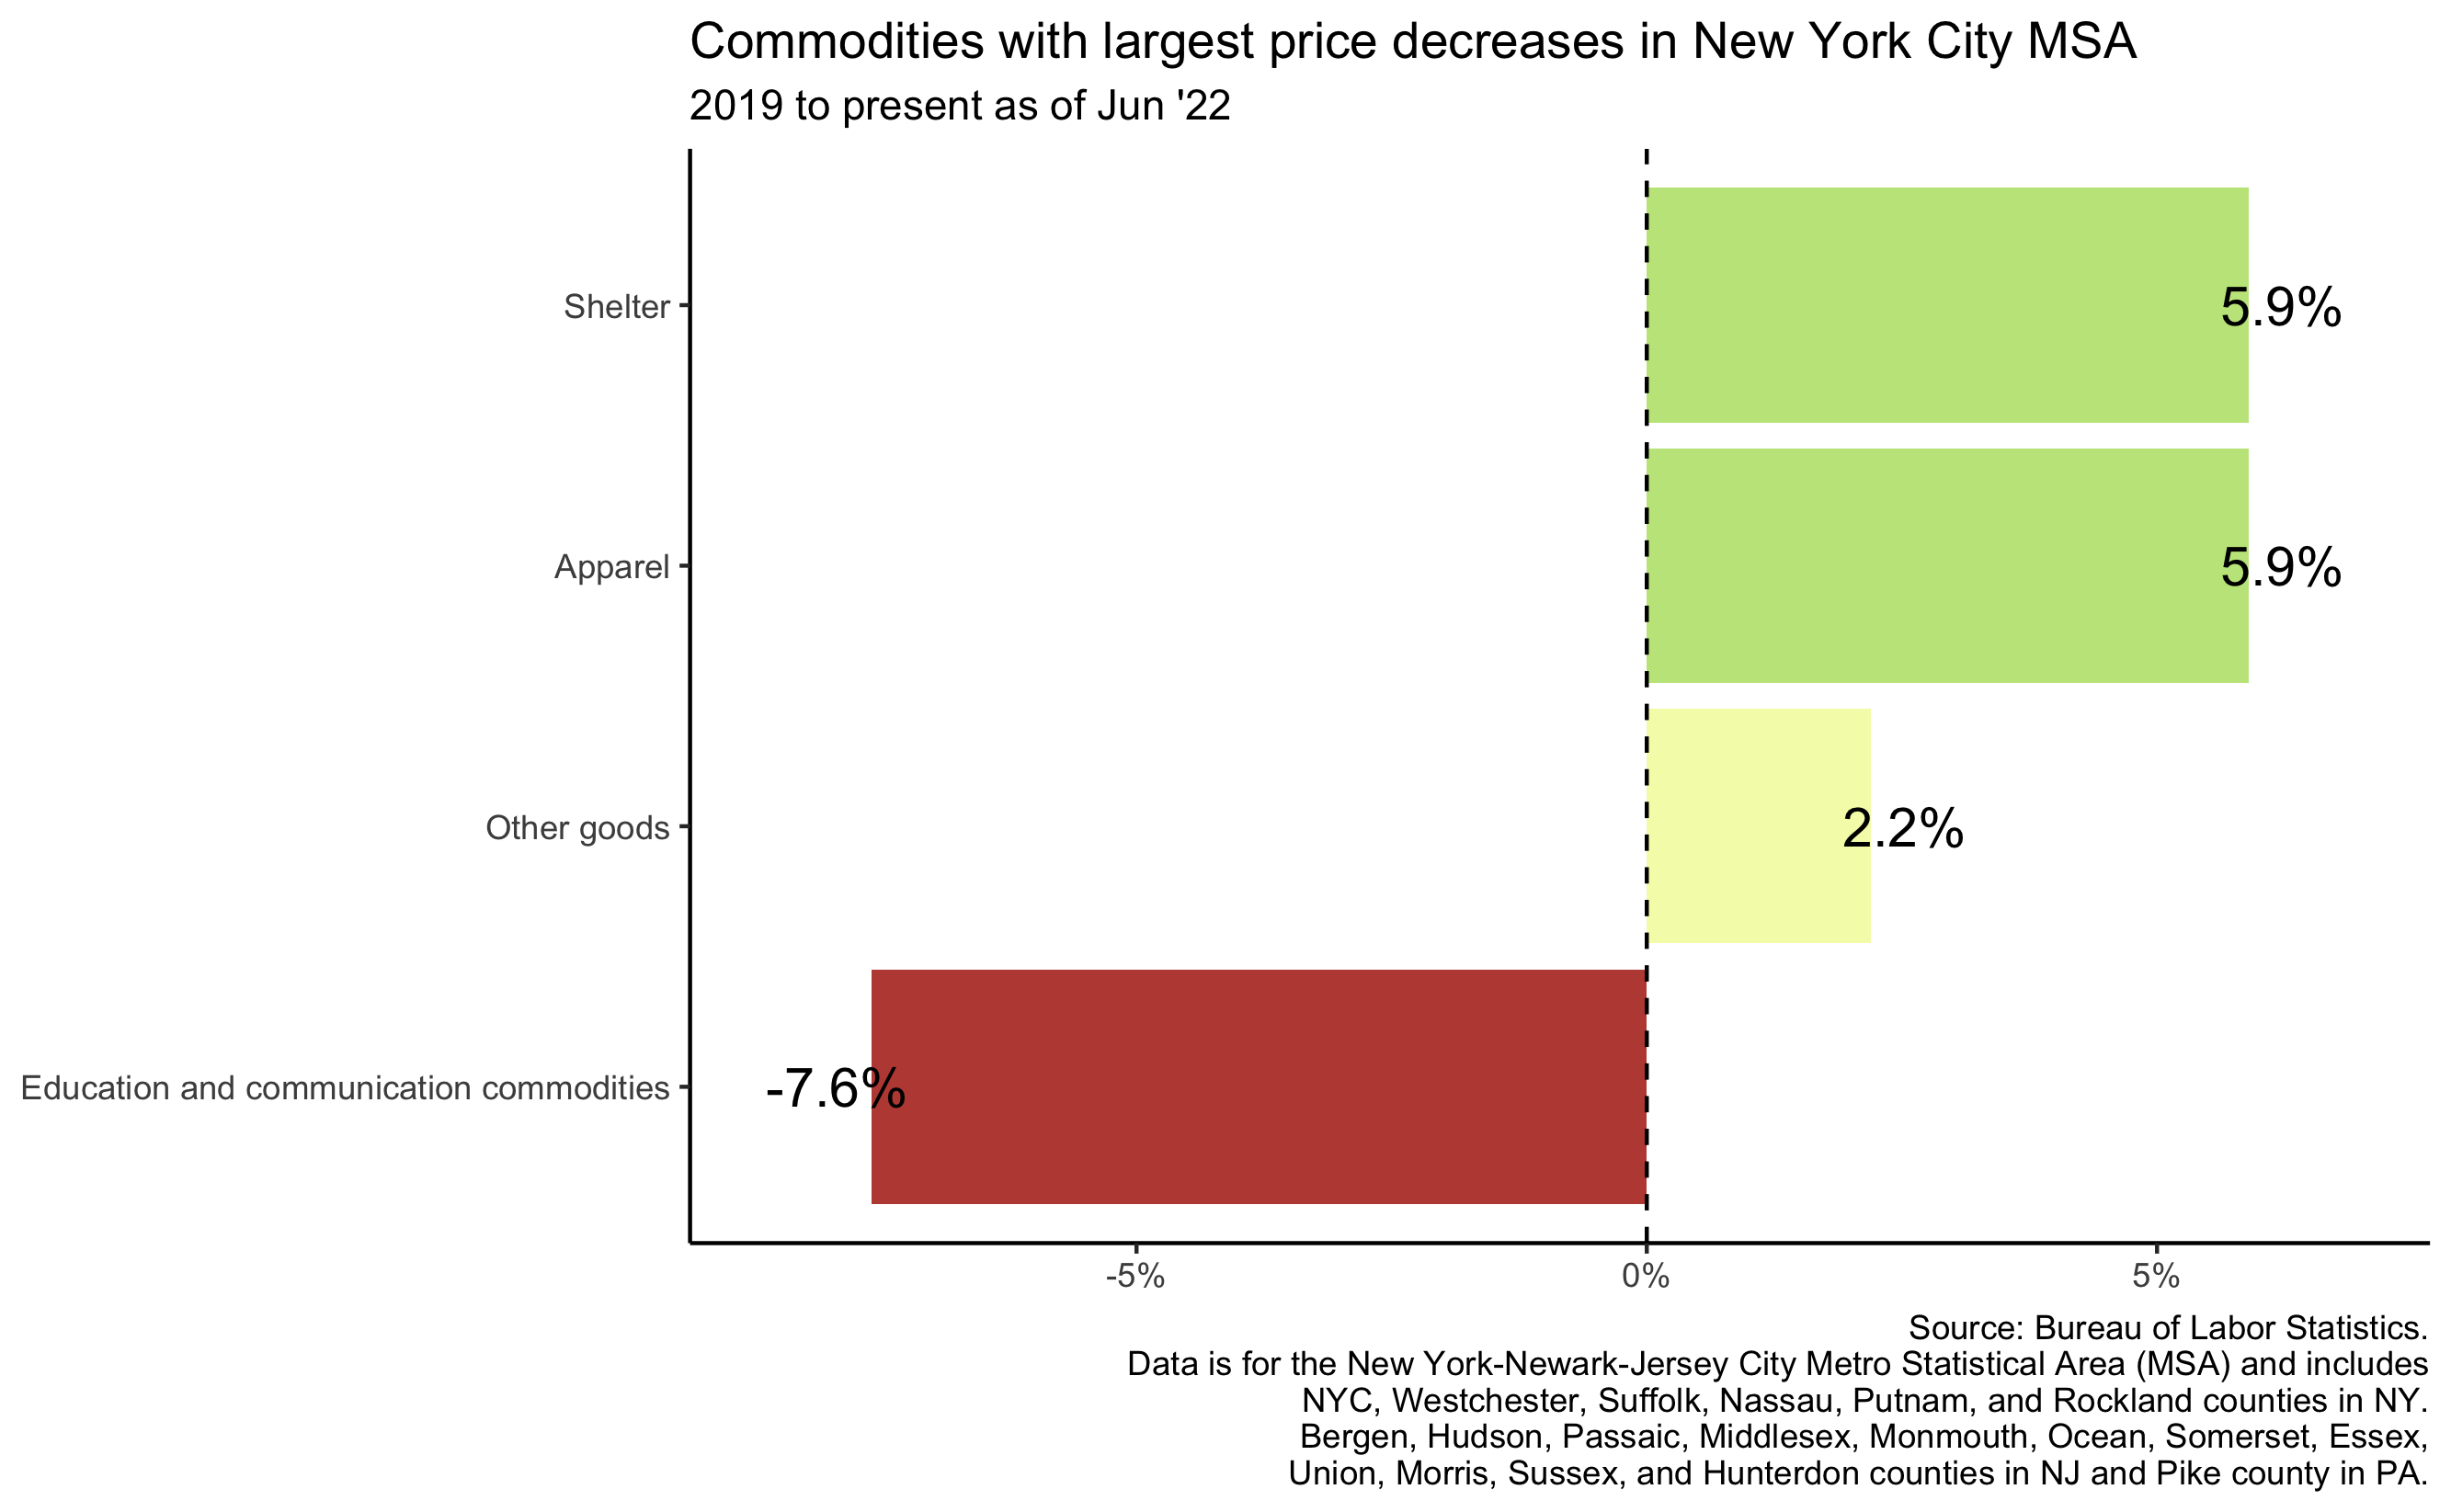 Commodities with largest price decreases in New York City MSA
2019 to present as of Jun '22
Shelter
5.9%
Apparel
5.9%
Other goods
2.2%
Education and communication commodities
-7.6%
-5%
0%
5%
Source: Bureau of Labor Statistics.
Data is for the New York-Newark-Jersey City Metro Statistical Area (MSA) and includes
NYC, Westchester, Suffolk, Nassau, Putnam, and Rockland counties in NY.
Bergen, Hudson, Passaic, Middlesex, Monmouth, Ocean, Somerset, Essex,
Union, Morris, Sussex, and Hunterdon counties in NJ and Pike county in PA.